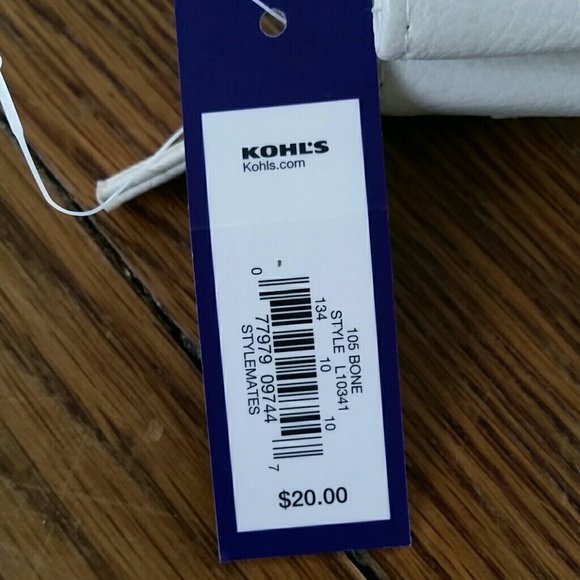 KOHL'S
Kohls.com
105 BONE
STYLE L10341
134 10 10
0 77979 09744 7
STYLEMATES
$20.00